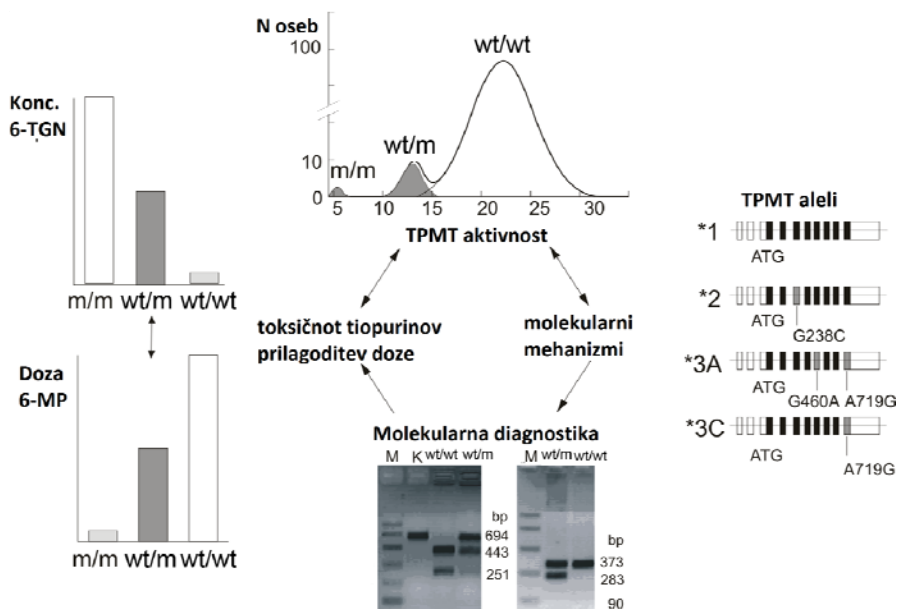 N oseb
100
10
0
5
10
15
20
30
m/m
wt/m
wt/wt
TPMT aktivnost
Konc.
6-TGN
m/m wt/m wt/wt
Doza
6-MP
m/m wt/m wt/wt
toksičnot tiopurinov
prilagoditev doze
molekularni
mehanizmi
Molekularna diagnostika
M K wt/wt wt/m
bp
694
443
251
M wt/m wt/wt
bp
373
283
90
TPMT aleli
*1
ATG
*2
ATG
G238C
*3A
ATG
G460A A719G
*3C
ATG
A719G